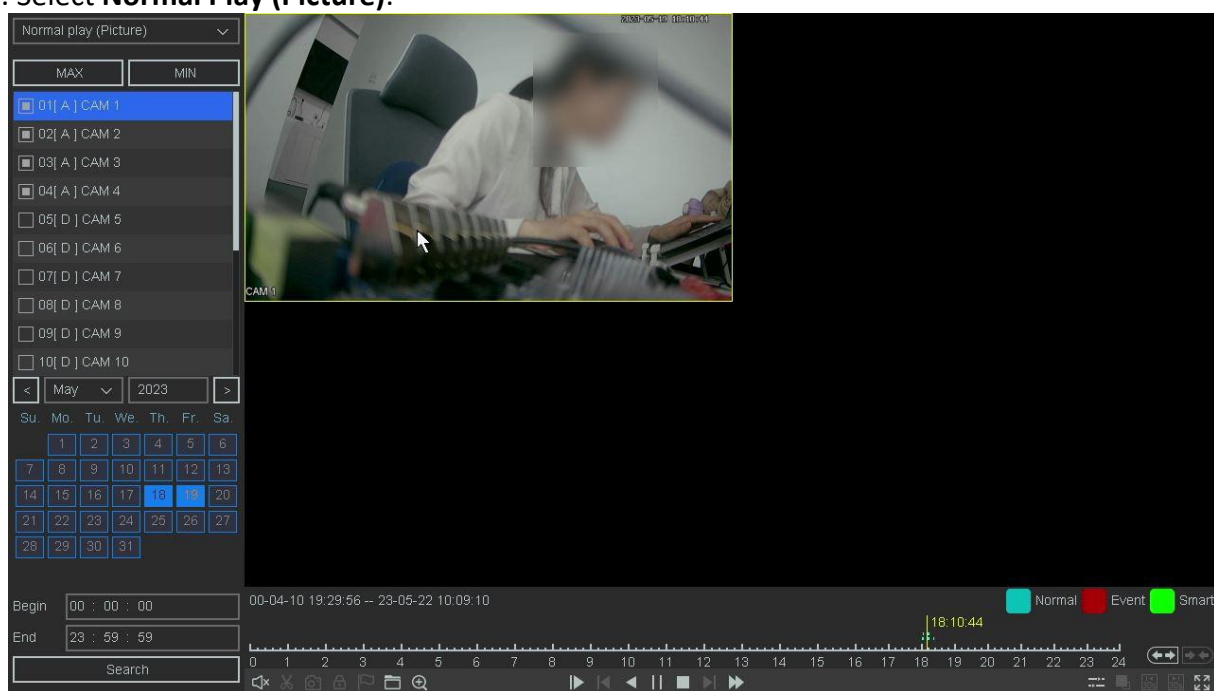 . Select Normal Play (Picture).
Normal play (Picture)
MAX MIN
01[ A ] CAM 1
02[ A ] CAM 2
03[ A ] CAM 3
04[ A ] CAM 4
05[ D ] CAM 5
06[ D ] CAM 6
07[ D ] CAM 7
08[ D ] CAM 8
09[ D ] CAM 9
10[ D ] CAM 10
< May 2023 >
Su. Mo. Tu. We. Th. Fr. Sa.
1 2 3 4 5 6
7 8 9 10 11 12 13
14 15 16 17 18 19 20
21 22 23 24 25 26 27
28 29 30 31
Begin 00 : 00 : 00
End 23 : 59 : 59
Search
18:10:44
CAM 1
00-04-10 19:29:56 -- 23-05-22 10:09:10
Normal Event Smart
18:10:44
0 1 2 3 4 5 6 7 8 9 10 11 12 13 14 15 16 17 18 19 20 21 22 23 24